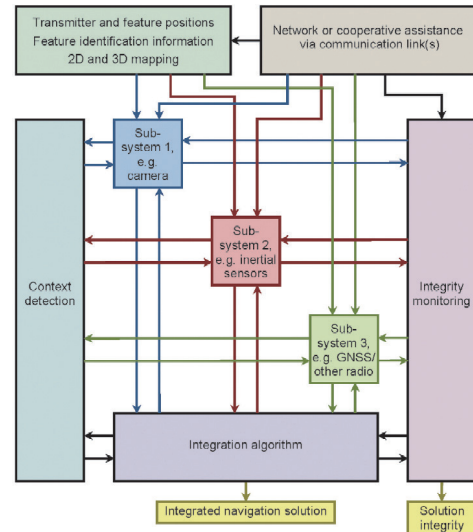 Transmitter and feature positions
Feature identification information
2D and 3D mapping
Network or cooperative assistance
via communication link(s)
Sub-
system 1,
e.g.
camera
Sub-
system 2,
e.g. inertial
sensors
Context
detection
Integrity
monitoring
Sub-
system 3,
e.g. GNSS/
other radio
Integration algorithm
Integrated navigation solution
Solution
integrity